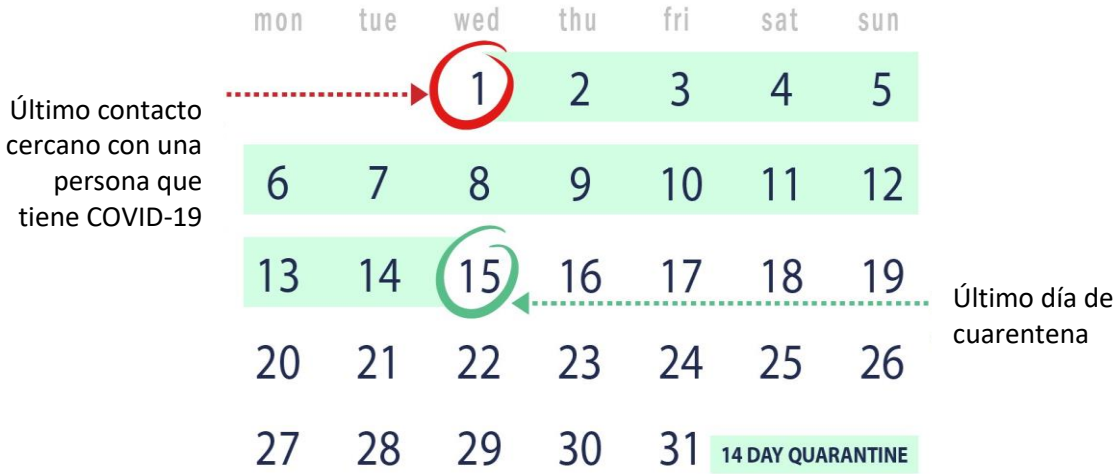 mon tue wed thu fri sat sun
1 2 3 4 5
Último contacto
cercano con una
persona que
tiene COVID-19
6 7 8 9 10 11 12
13 14 15 16 17 18 19
Último día de
cuarentena
20 21 22 23 24 25 26
27 28 29 30 31 14 DAY QUARANTINE